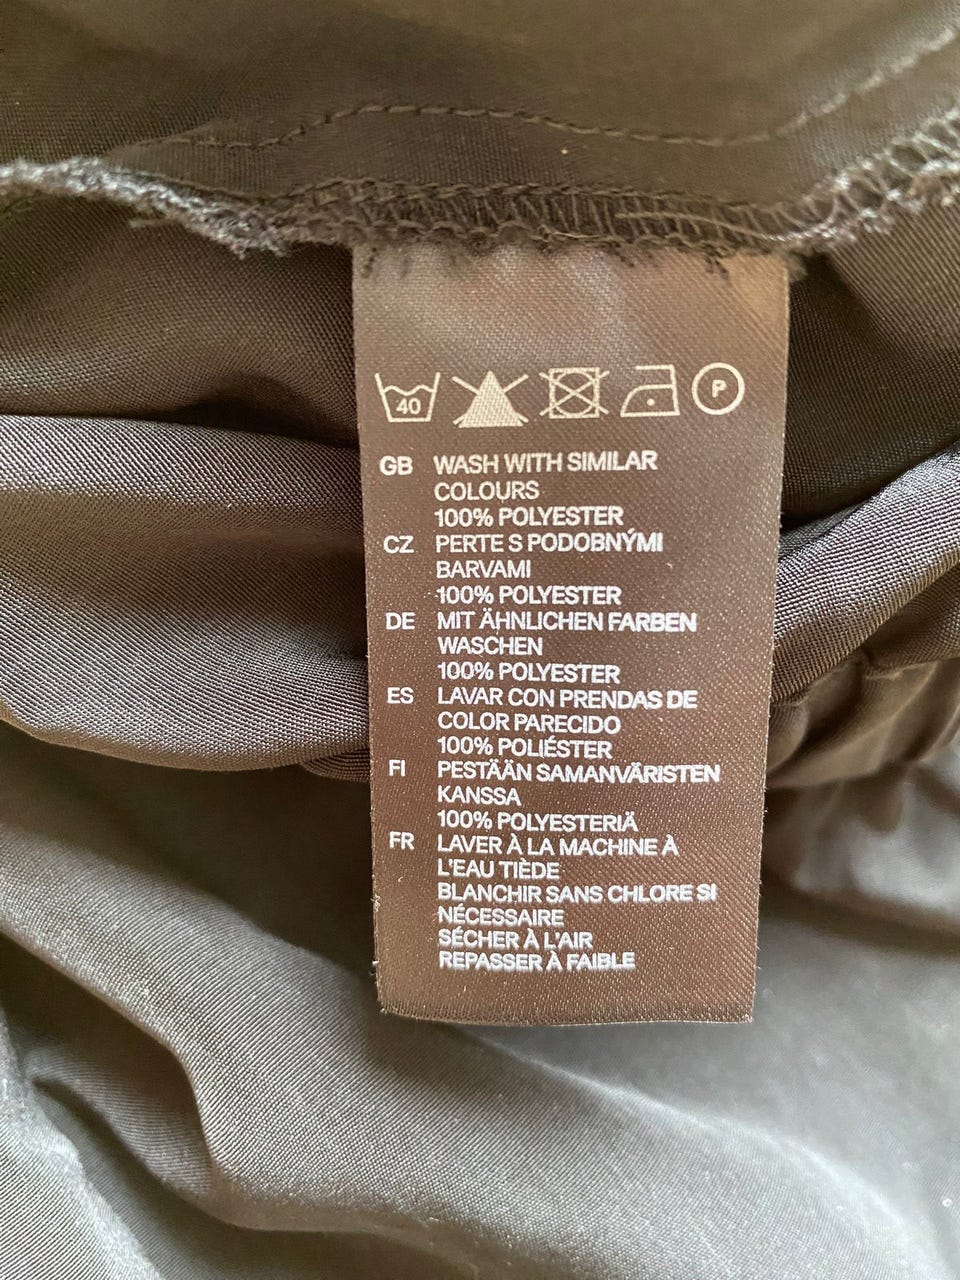 40 P
GB WASH WITH SIMILAR
COLOURS
100% POLYESTER
CZ PERTE S PODOBNÝMI
BARVAMI
100% POLYESTER
DE MIT ÄHNLICHEN FARBEN
WASCHEN
100% POLYESTER
ES LAVAR CON PRENDAS DE
COLOR PARECIDO
100% POLIÉSTER
FI PESTÄÄN SAMANVÄRISTEN
KANSSA
100% POLYESTERIÄ
FR LAVER À LA MACHINE À
L'EAU TIÈDE
BLANCHIR SANS CHLORE SI
NÉCESSAIRE
SÉCHER À L'AIR
REPASSER À FAIBLE